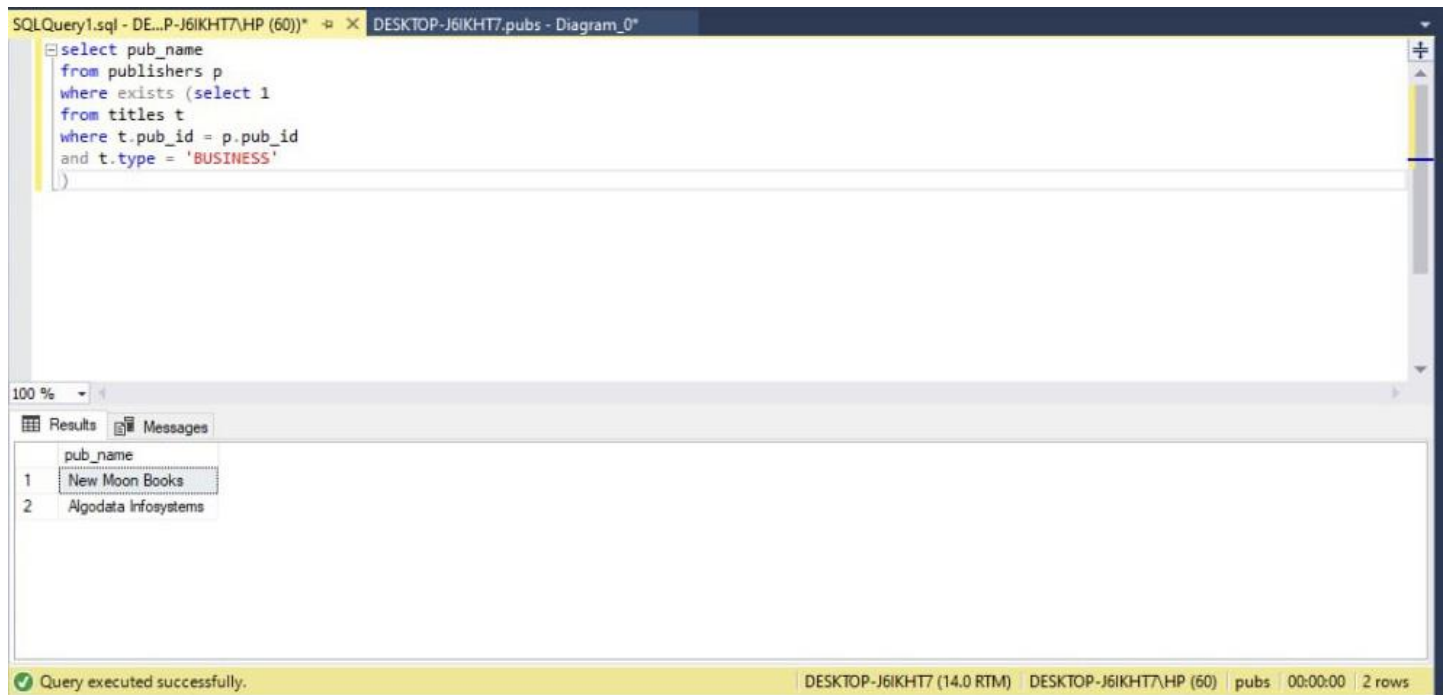 SQLQuery1.sql - DE...P-J6IKHT7\HP (60))* DESKTOP-J6IKHT7.pubs - Diagram_0*
select pub_name
from publishers p
where exists (select 1
from titles t
where t.pub_id = p.pub_id
and t.type = 'BUSINESS'
)
100 %
Results Messages
pub_name
1 New Moon Books
2 Algodata Infosystems
Query executed successfully. DESKTOP-J6IKHT7 (14.0 RTM) DESKTOP-J6IKHT7\HP (60) pubs 00:00:00 2 rows